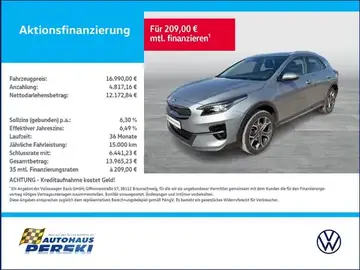 Aktionsfinanzierung
Für 209,00 €
mtl. finanzieren¹
Fahrzeugpreis: 16.990,00 €
Anzahlung: 4.817,16 €
Nettodarlehensbetrag: 12.172,84 €
Sollzins (gebunden) p.a.: 6,30 %
Effektiver Jahreszins: 6,49 %
Laufzeit: 36 Monate
Jährliche Fahrleistung: 15.000 km
Schlussrate mtl.: 6.441,23 €
Gesamtbetrag: 13.965,23 €
35 mtl. Finanzierungsraten à 209,00 €
ACHTUNG - Kreditaufnahme kostet Geld!
AUTOHAUS
PERSKI